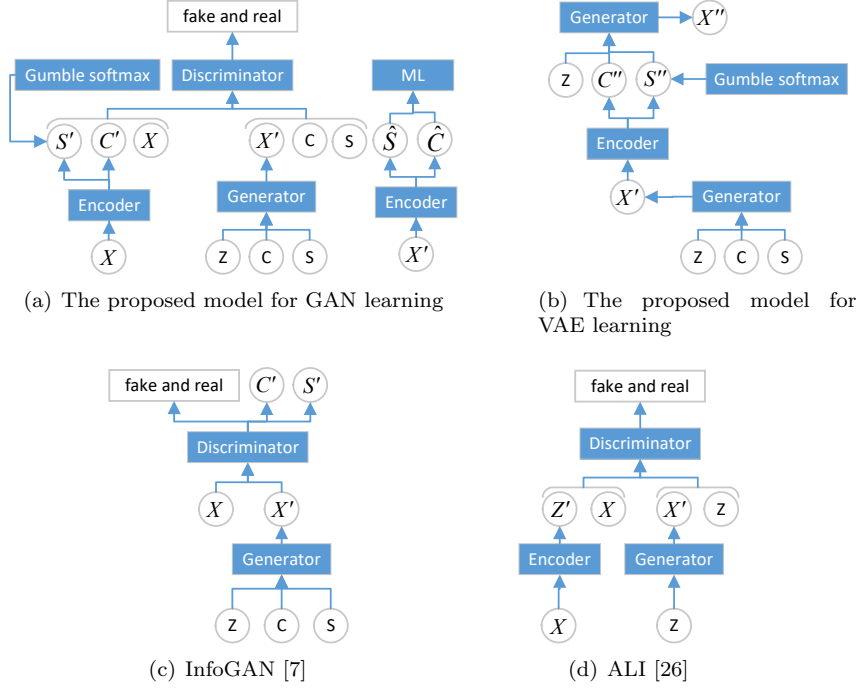 fake and real
Gumble softmax
Discriminator
ML
S′ C′ X
X′ C S
Ŝ Ĉ
Encoder
Generator
Encoder
X
Z C S
X′
(a) The proposed model for GAN learning
Generator
X′′
Z C′′ S′′
Gumble softmax
Encoder
X′
Generator
Z C S
(b) The proposed model for
VAE learning
fake and real
C′ S′
Discriminator
X X′
Generator
Z C S
(c) InfoGAN [7]
fake and real
Discriminator
Z′ X
X′ Z
Encoder
Generator
X
Z
(d) ALI [26]